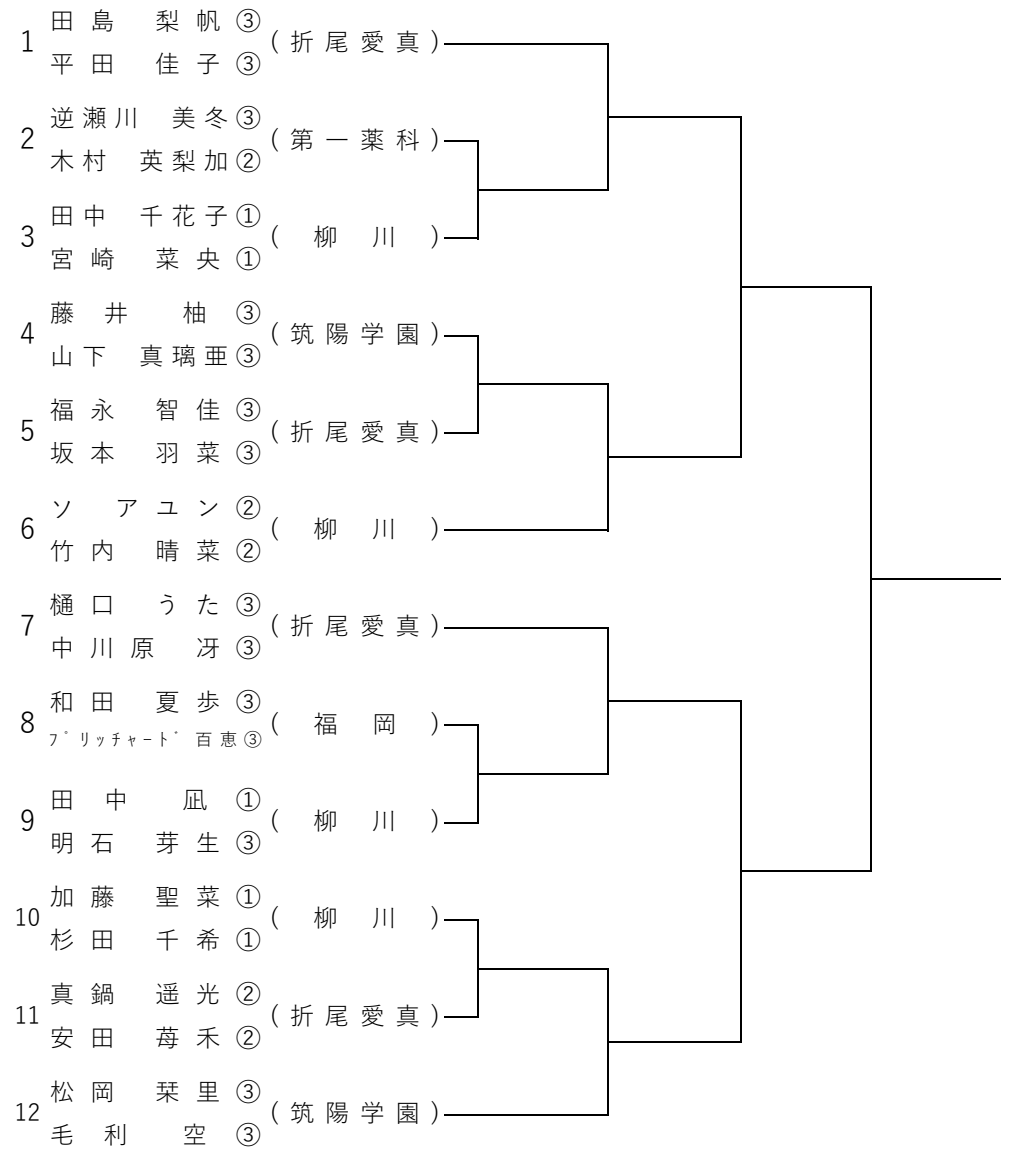 田島 梨帆③
1 (折尾愛真)
平田 佳子③
逆瀬川 美冬③
2 (第一薬科)
木村 英梨加②
田中 千花子①
3 (柳川)
宮崎 菜央①
藤井 柚③
4 (筑陽学園)
山下 真璃亜③
福永 智佳③
5 (折尾愛真)
坂本 羽菜③
ソ アユン②
6 (柳川)
竹内 晴菜②
樋口 うた③
7 (折尾愛真)
中川原 冴③
和田 夏歩③
8 (福岡)
プリッチャード 百恵③
田中 凪①
9 (柳川)
明石 芽生③
加藤 聖菜①
10 (柳川)
杉田 千希①
真鍋 遥光②
11 (折尾愛真)
安田 苺禾②
松岡 栞里③
12 (筑陽学園)
毛利 空③